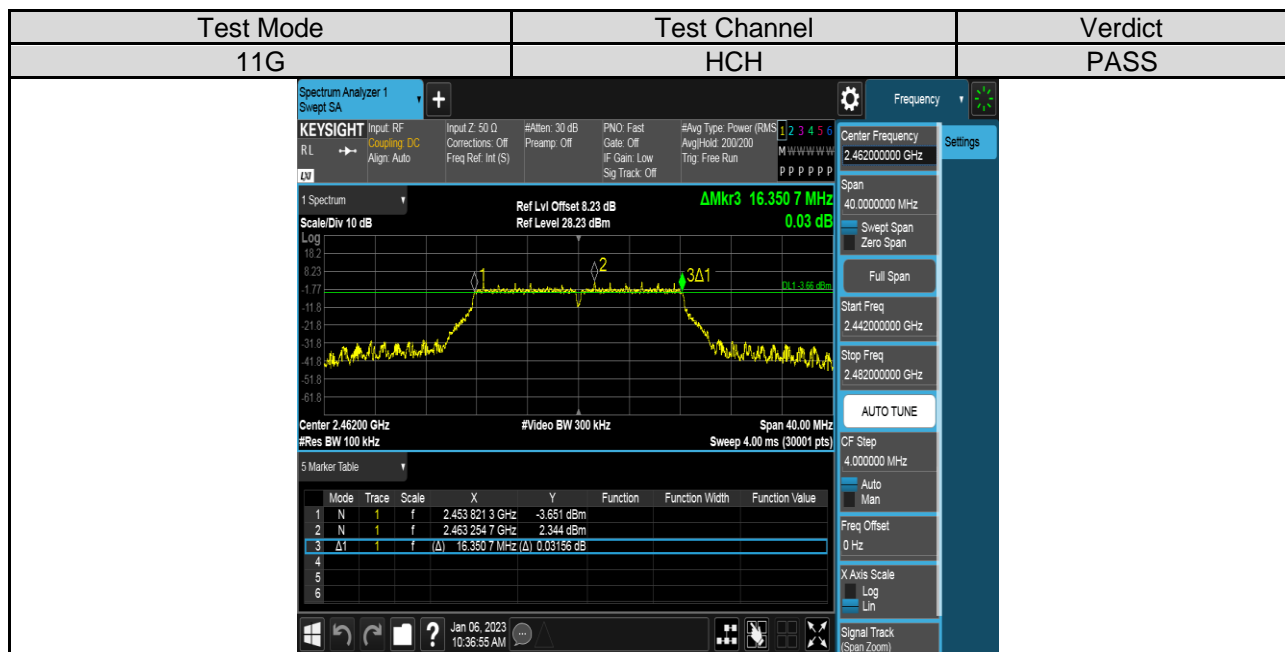 Test Mode Test Channel Verdict
11G HCH PASS
Spectrum Analyzer 1
Swept SA
+
Frequency
KEYSIGHT
RL
LXI
Input: RF
Coupling: DC
Align: Auto
Input Z: 50 Ω
Corrections: Off
Freq Ref: Int (S)
#Atten: 30 dB
Preamp: Off
PNO: Fast
Gate: Off
IF Gain: Low
Sig Track: Off
#Avg Type: Power (RMS
Avg|Hold: 200/200
Trig: Free Run
1 2 3 4 5 6
M W W W W W
P P P P P P
1 Spectrum
Scale/Div 10 dB
Ref Lvl Offset 8.23 dB
Ref Level 28.23 dBm
ΔMkr3 16.350 7 MHz
0.03 dB
Log
18.2
8.23
-1.77
-11.8
-21.8
-31.8
-41.8
-51.8
-61.8
1
2
3Δ1
DL1 -3.66 dBm
Center 2.46200 GHz
#Video BW 300 kHz
Span 40.00 MHz
#Res BW 100 kHz
Sweep 4.00 ms (30001 pts)
5 Marker Table
Mode Trace Scale X Y Function Function Width Function Value
1 N 1 f 2.453 821 3 GHz -3.651 dBm
2 N 1 f 2.463 254 7 GHz 2.344 dBm
3 Δ1 1 f (Δ) 16.350 7 MHz (Δ) 0.03156 dB
4
5
6
Jan 06, 2023
10:36:55 AM
?
Settings
Center Frequency
2.462000000 GHz
Span
40.0000000 MHz
Swept Span
Zero Span
Full Span
Start Freq
2.442000000 GHz
Stop Freq
2.482000000 GHz
AUTO TUNE
CF Step
4.000000 MHz
Auto
Man
Freq Offset
0 Hz
X Axis Scale
Log
Lin
Signal Track
(Span Zoom)